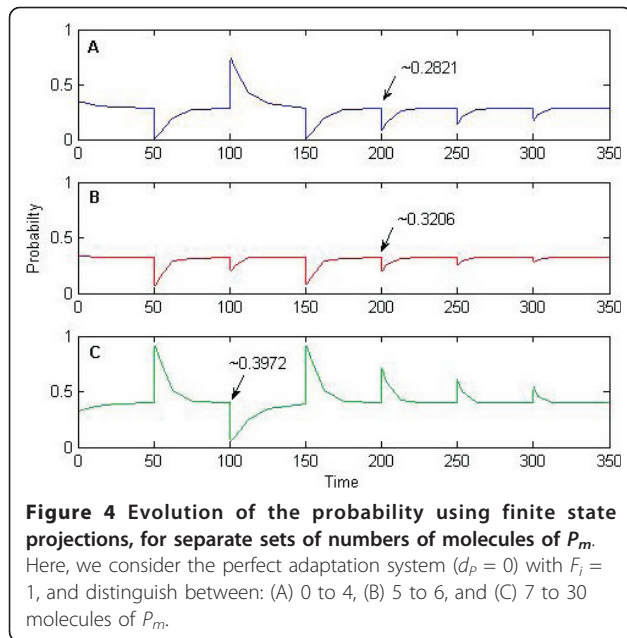 1
A
~0.2821
0.5
0
0 50 100 150 200 250 300 350
1
B
~0.3206
Probabilty
0.5
0
0 50 100 150 200 250 300 350
1
C
~0.3972
0.5
0
0 50 100 150 200 250 300 350
Time
Figure 4 Evolution of the probability using finite state
projections, for separate sets of numbers of molecules of Pm.
Here, we consider the perfect adaptation system (dP = 0) with Fi =
1, and distinguish between: (A) 0 to 4, (B) 5 to 6, and (C) 7 to 30
molecules of Pm.